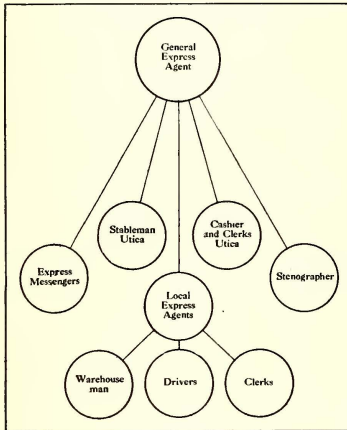 General
Express
Agent
Stableman
Utica
Cashier
and Clerks
Utica
Express
Messengers
Stenographer
Local
Express
Agents
Warehouse
man
Drivers
Clerks